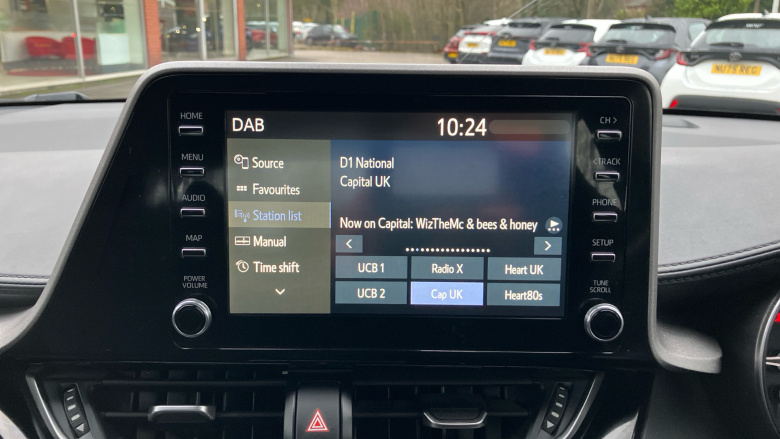 NU75 REO
HOME
MENU
AUDIO
MAP
POWER
VOLUME
DAB
10:24
Source
Favourites
Station list
Manual
Time shift
D1 National
Capital UK
Now on Capital: WizTheMc & bees & honey
<
>
UCB 1
Radio X
Heart UK
UCB 2
Cap UK
Heart80s
CH >
< TRACK
PHONE
SETUP
TUNE
SCROLL